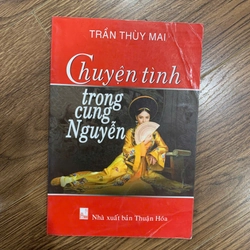 TRẦN THÙY MAI
Chuyện tình
trong
cung
Nguyễn
Nhà xuất bản Thuận Hóa